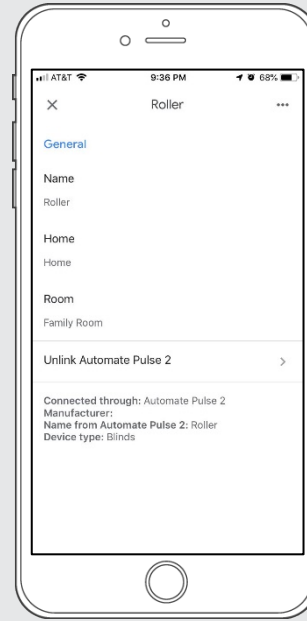 AT&T 9:36 PM 68%
Roller
General
Name
Roller
Home
Home
Room
Family Room
Unlink Automate Pulse 2
Connected through: Automate Pulse 2
Manufacturer:
Name from Automate Pulse 2: Roller
Device type: Blinds